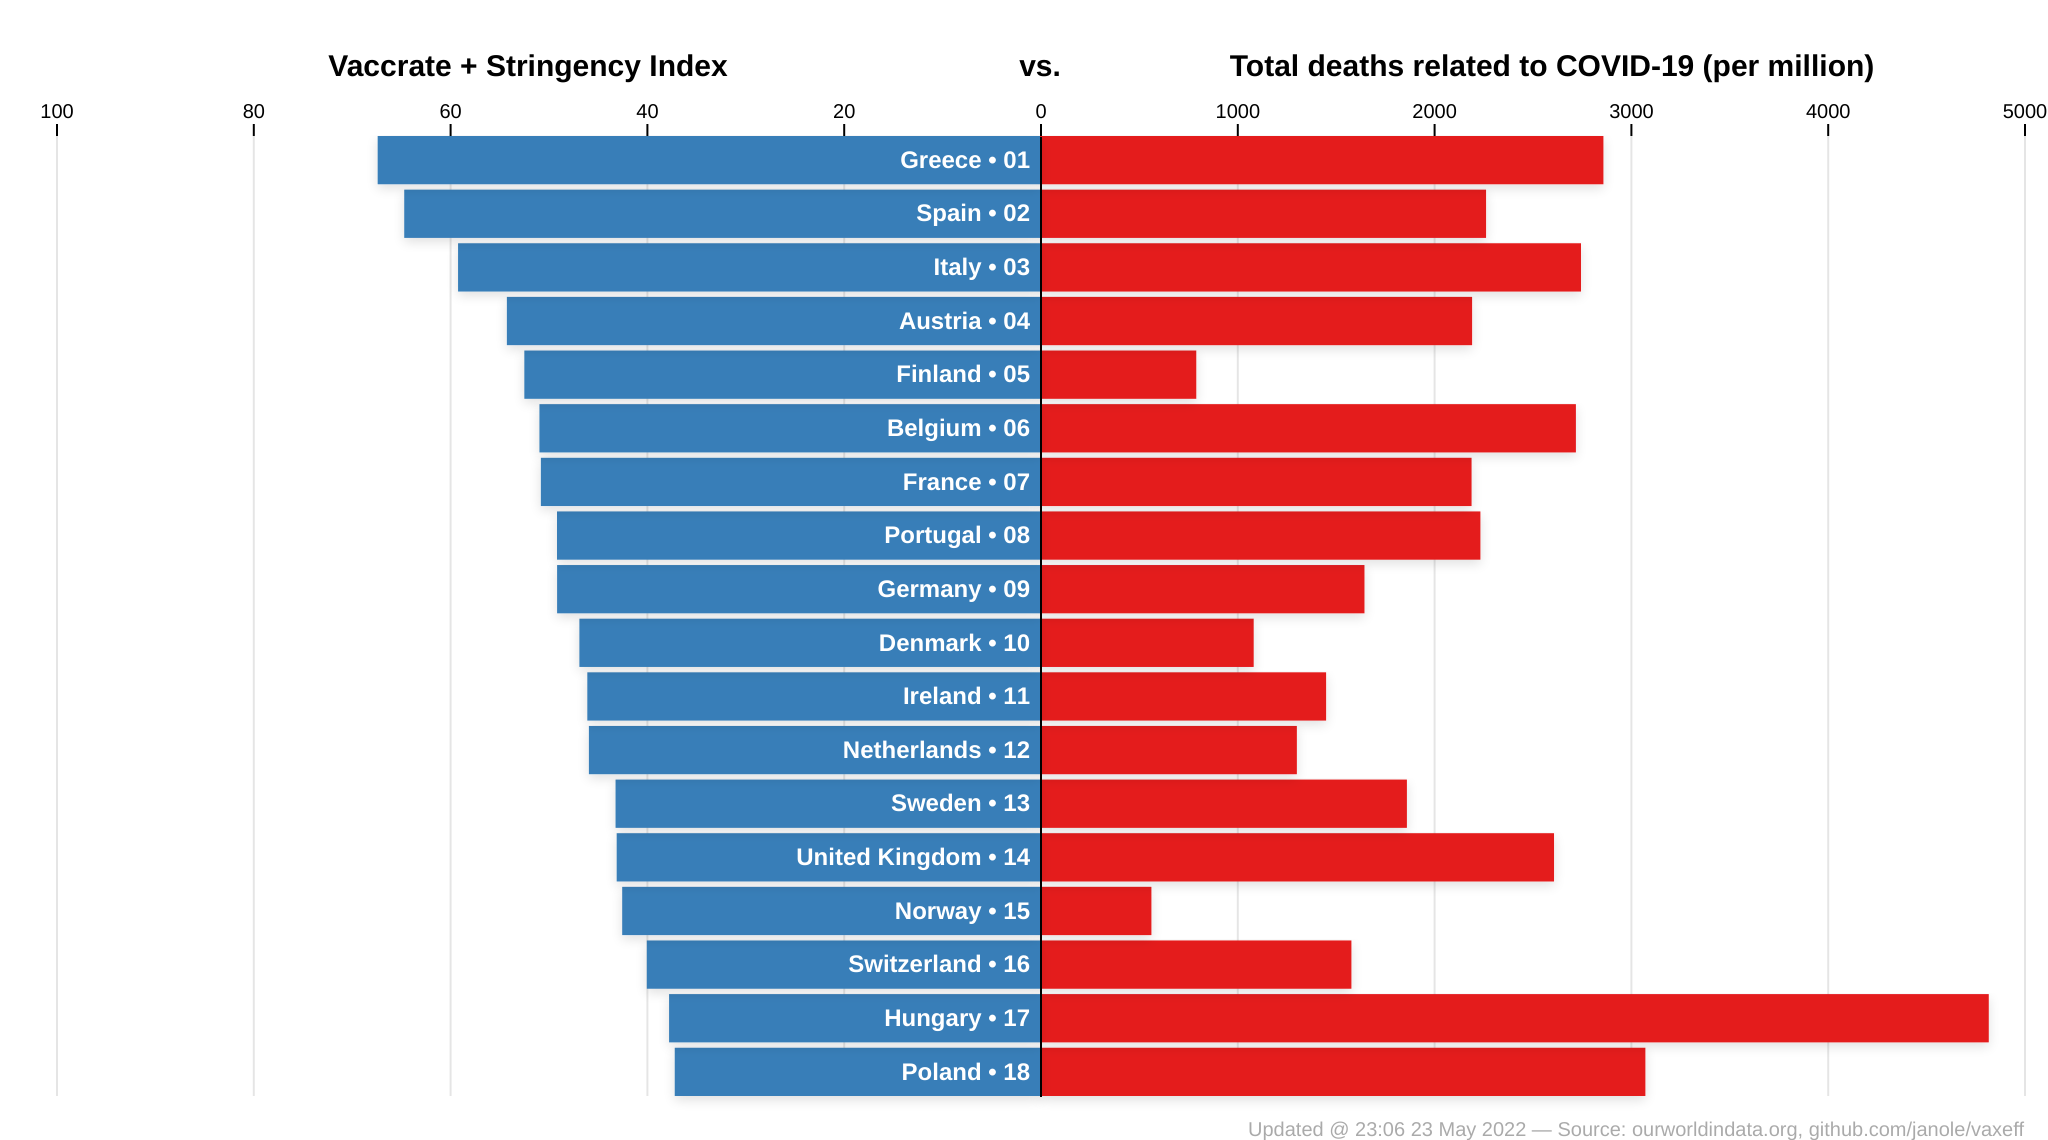 Vaccrate + Stringency Index vs. Total deaths related to COVID-19 (per million)
100 80 60 40 20 0 1000 2000 3000 4000 5000
Greece • 01
Spain • 02
Italy • 03
Austria • 04
Finland • 05
Belgium • 06
France • 07
Portugal • 08
Germany • 09
Denmark • 10
Ireland • 11
Netherlands • 12
Sweden • 13
United Kingdom • 14
Norway • 15
Switzerland • 16
Hungary • 17
Poland • 18
Updated @ 23:06 23 May 2022 — Source: ourworldindata.org, github.com/janole/vaxeff